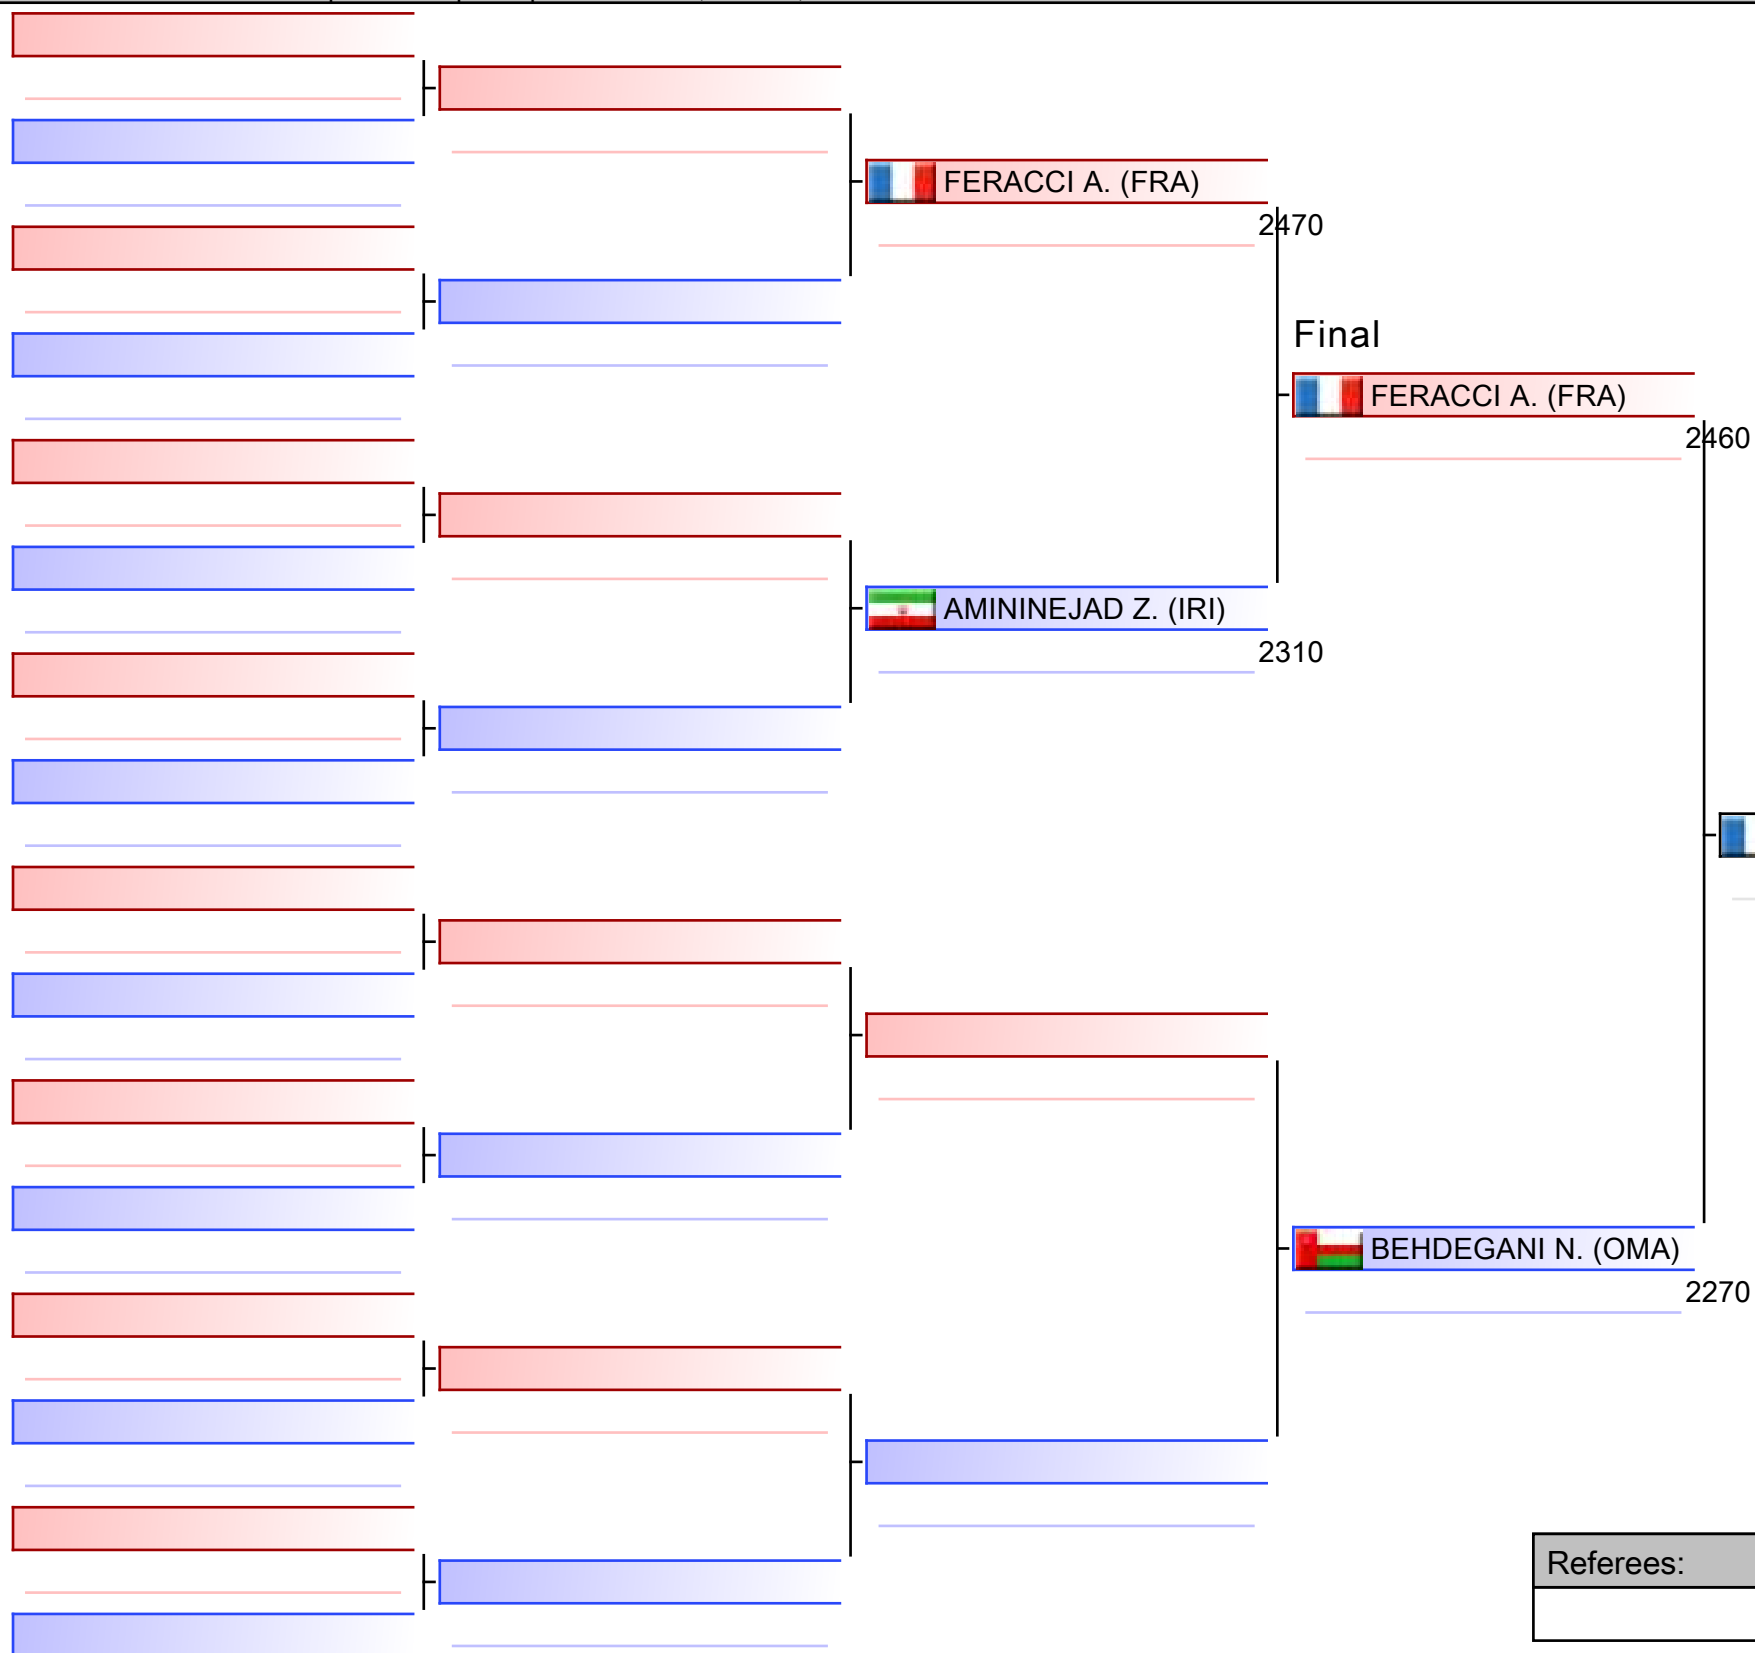 FERACCI A. (FRA)
2470
Final
FERACCI A. (FRA)
2460
AMININEJAD Z. (IRI)
2310
BEHDEGANI N. (OMA)
2270
Referees: